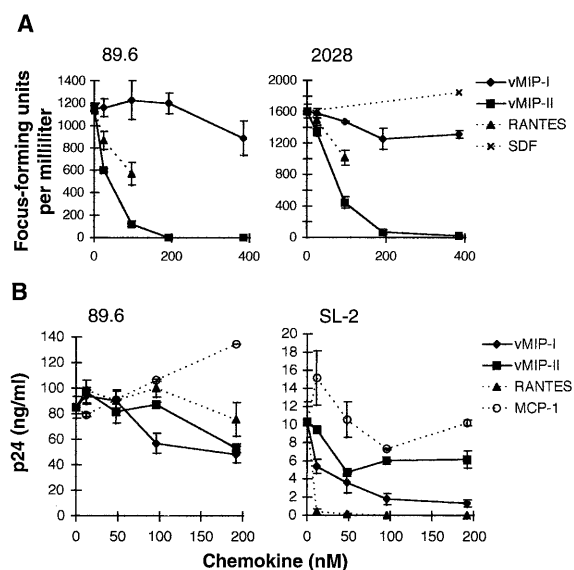 A
89.6
2028
Focus-forming units
per milliliter
1400
1200
1000
800
600
400
200
0
0 200 400
2000
1600
1200
800
400
0
0 200 400
vMIP-I
vMIP-II
RANTES
SDF
B
89.6
SL-2
p24 (ng/ml)
140
120
100
80
60
40
20
0
0 50 100 150 200
20
18
16
14
12
10
8
6
4
2
0
0 50 100 150 200
vMIP-I
vMIP-II
RANTES
MCP-1
Chemokine (nM)